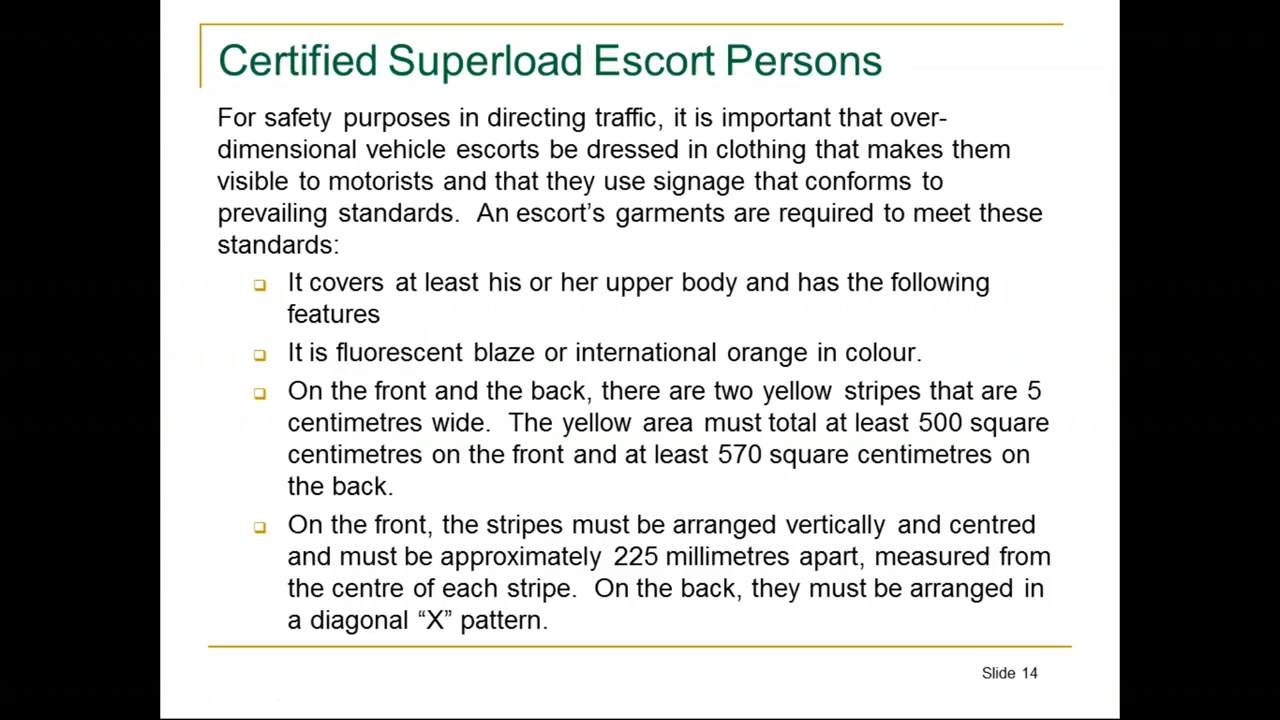 Certified Superload Escort Persons
For safety purposes in directing traffic, it is important that over-
dimensional vehicle escorts be dressed in clothing that makes them
visible to motorists and that they use signage that conforms to
prevailing standards. An escort's garments are required to meet these
standards:
It covers at least his or her upper body and has the following
features
It is fluorescent blaze or international orange in colour.
On the front and the back, there are two yellow stripes that are 5
centimetres wide. The yellow area must total at least 500 square
centimetres on the front and at least 570 square centimetres on
the back.
On the front, the stripes must be arranged vertically and centred
and must be approximately 225 millimetres apart, measured from
the centre of each stripe. On the back, they must be arranged in
a diagonal “X” pattern.
Slide 14